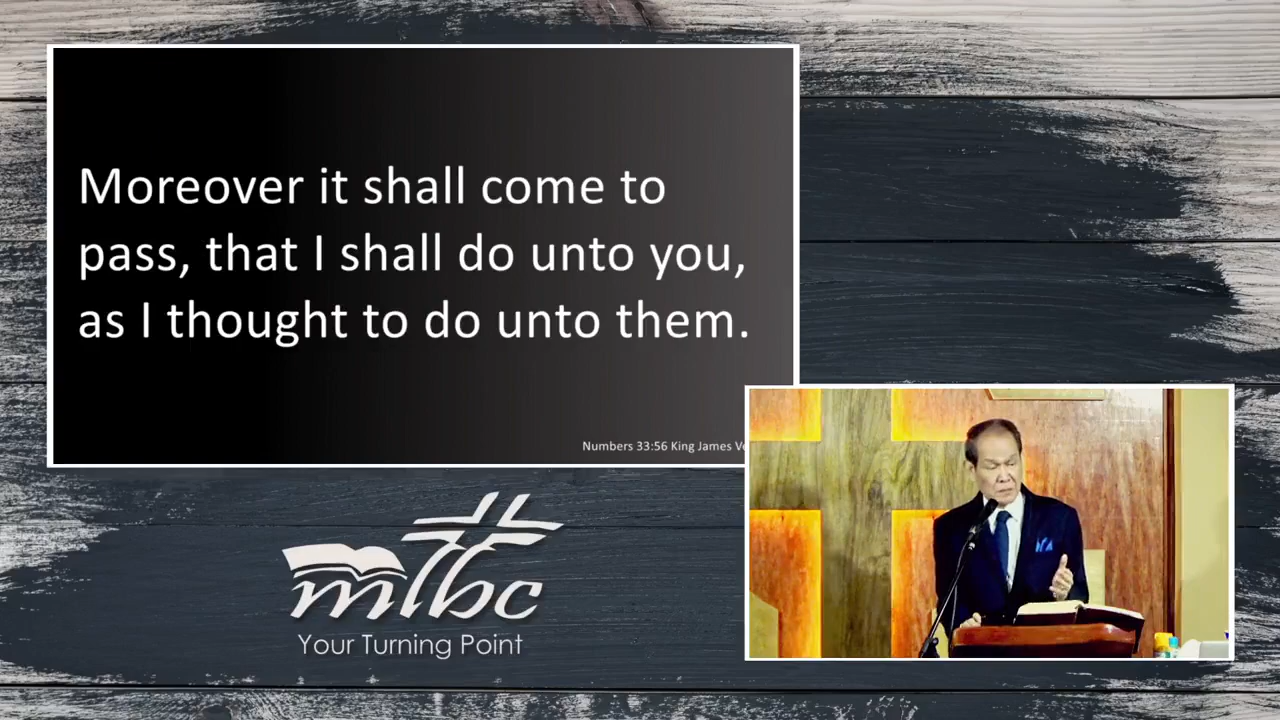 Moreover it shall come to
pass, that I shall do unto you,
as I thought to do unto them.
Numbers 33:56 King James
mlbc
Your Turning Point